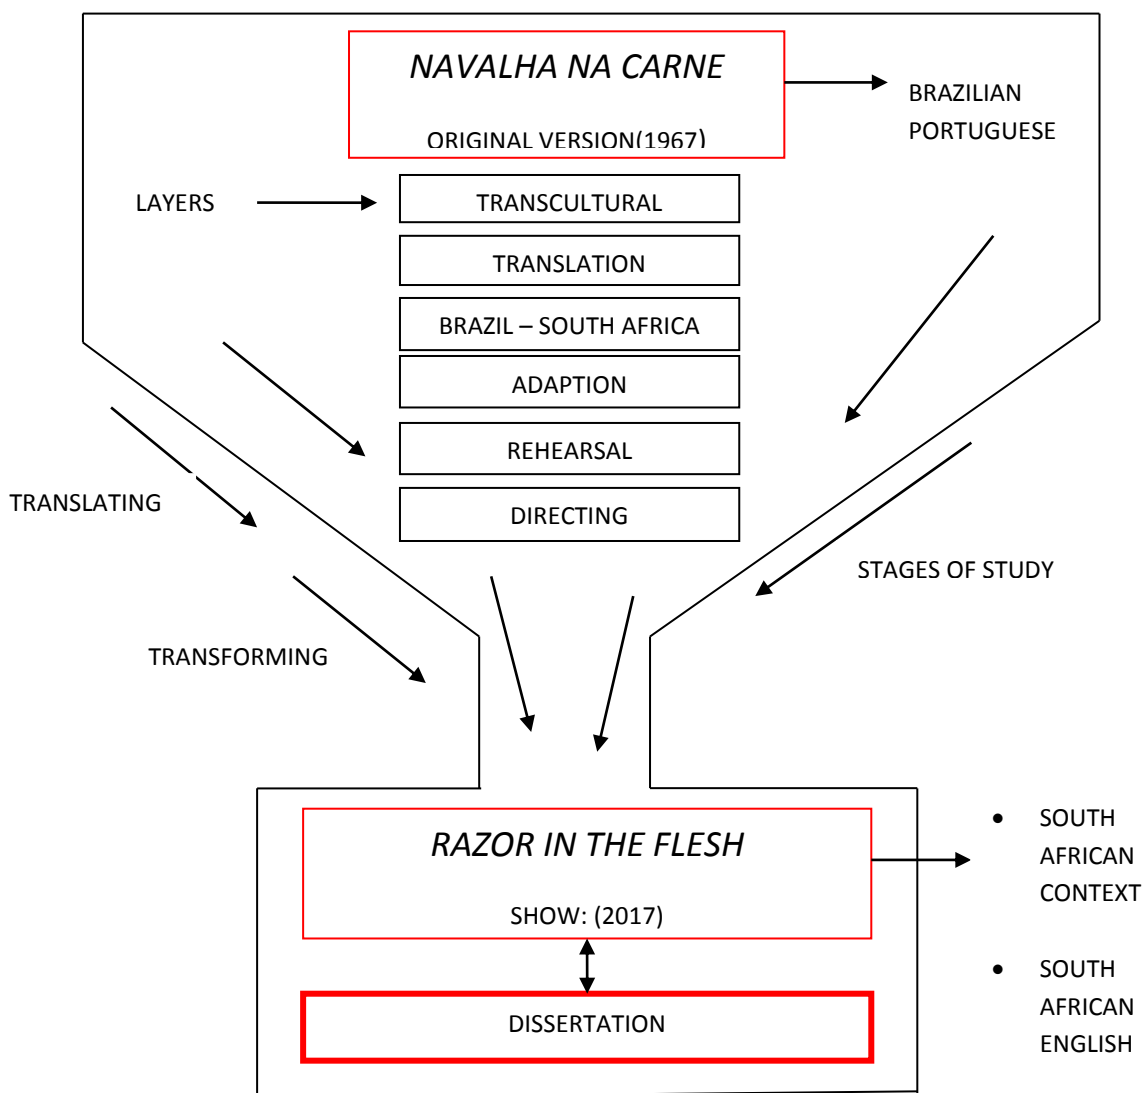 NAVALHA NA CARNE
ORIGINAL VERSION(1967)
BRAZILIAN
PORTUGUESE
LAYERS
TRANSCULTURAL
TRANSLATION
BRAZIL – SOUTH AFRICA
ADAPTION
REHEARSAL
DIRECTING
TRANSLATING
STAGES OF STUDY
TRANSFORMING
RAZOR IN THE FLESH
SHOW: (2017)
DISSERTATION
• SOUTH
AFRICAN
CONTEXT
• SOUTH
AFRICAN
ENGLISH